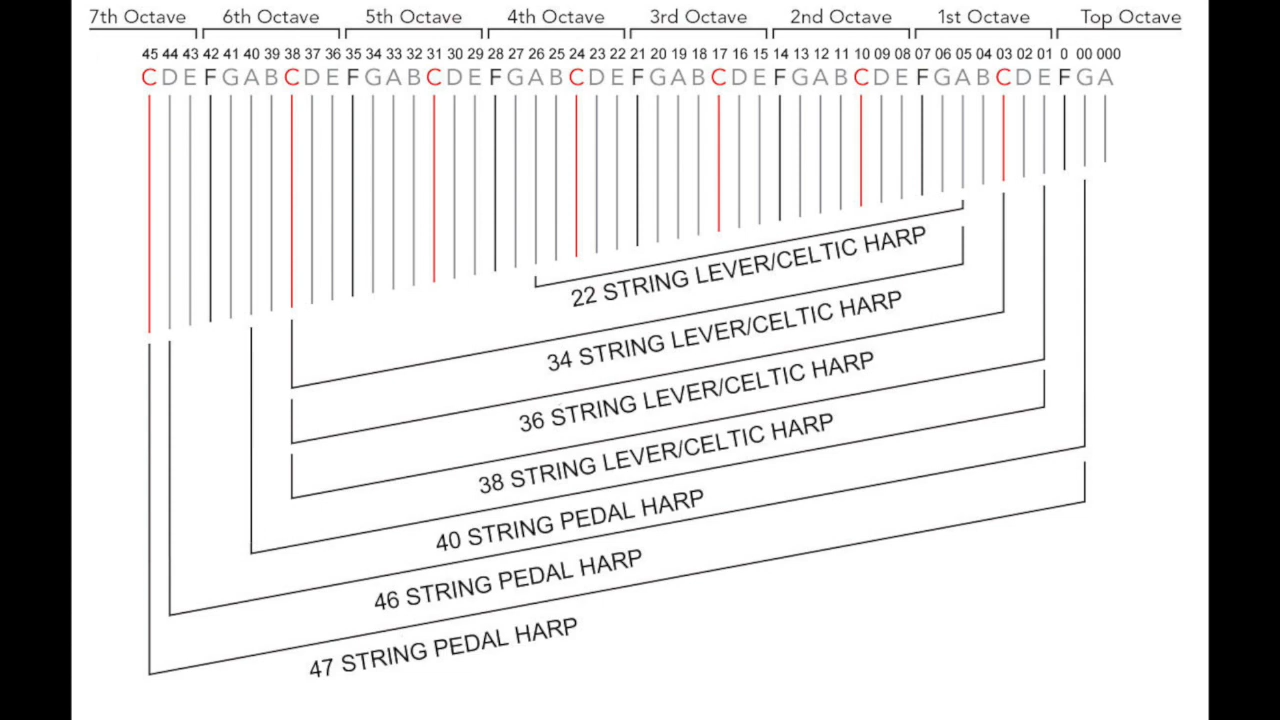 7th Octave 6th Octave 5th Octave 4th Octave 3rd Octave 2nd Octave 1st Octave Top Octave
45 44 43 42 41 40 39 38 37 36 35 34 33 32 31 30 29 28 27 26 25 24 23 22 21 20 19 18 17 16 15 14 13 12 11 10 09 08 07 06 05 04 03 02 01 0 00 000
C D E F G A B C D E F G A B C D E F G A B C D E F G A B C D E F G A B C D E F G A B C D E F G A
22 STRING LEVER/CELTIC HARP
34 STRING LEVER/CELTIC HARP
36 STRING LEVER/CELTIC HARP
38 STRING LEVER/CELTIC HARP
40 STRING PEDAL HARP
46 STRING PEDAL HARP
47 STRING PEDAL HARP